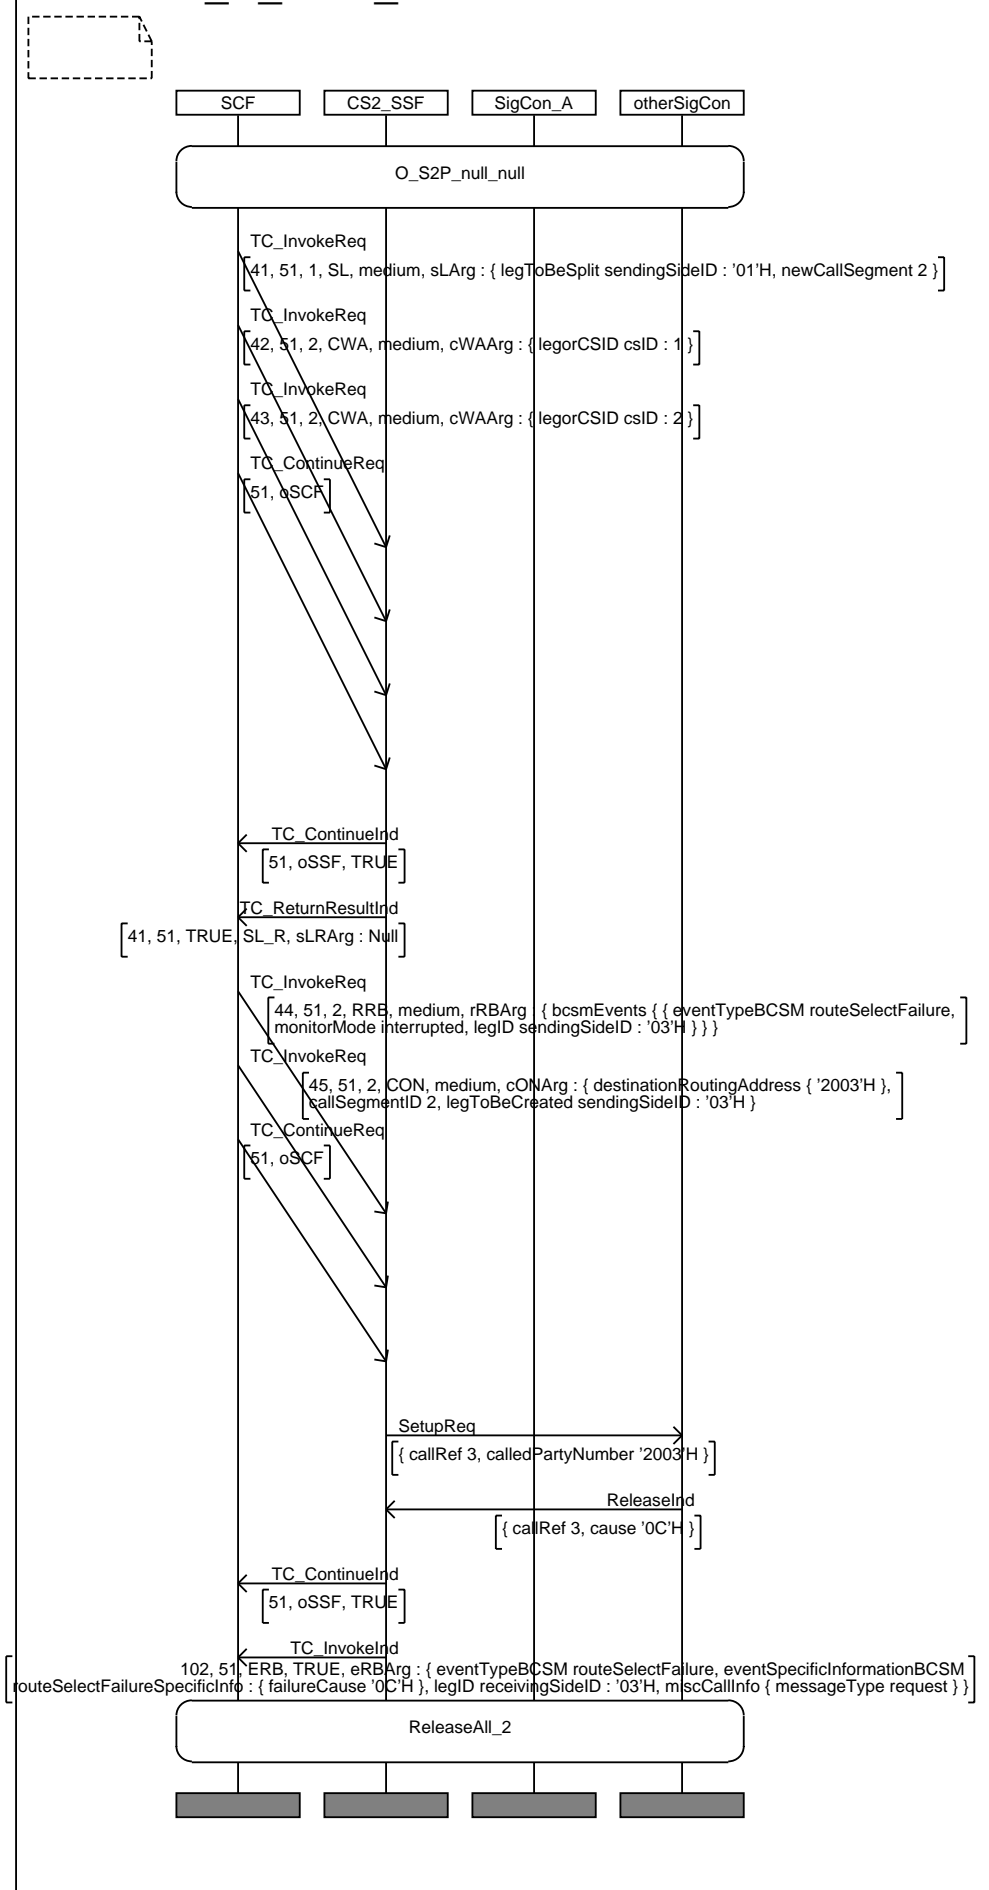 SCF CS2_SSF SigCon_A otherSigCon
O_S2P_null_null
TC_InvokeReq
41, 51, 1, SL, medium, sLArg : { legToBeSplit sendingSideID : '01'H, newCallSegment 2 }
TC_InvokeReq
42, 51, 2, CWA, medium, cWAArg : { legorCSID csID : 1 }
TC_InvokeReq
43, 51, 2, CWA, medium, cWAArg : { legorCSID csID : 2 }
TC_ContinueReq
51, oSCF
TC_ContinueInd
51, oSSF, TRUE
TC_ReturnResultInd
41, 51, TRUE, SL_R, sLRArg : Null
TC_InvokeReq
44, 51, 2, RRB, medium, rRBArg : { bcsmEvents { { eventTypeBCSM routeSelectFailure,
monitorMode interrupted, legID sendingSideID : '03'H } } }
TC_InvokeReq
45, 51, 2, CON, medium, cONArg : { destinationRoutingAddress { '2003'H },
callSegmentID 2, legToBeCreated sendingSideID : '03'H }
TC_ContinueReq
51, oSCF
SetupReq
{ callRef 3, calledPartyNumber '2003'H }
ReleaseInd
{ callRef 3, cause '0C'H }
TC_ContinueInd
51, oSSF, TRUE
TC_InvokeInd
102, 51, ERB, TRUE, eRBArg : { eventTypeBCSM routeSelectFailure, eventSpecificInformationBCSM
routeSelectFailureSpecificInfo : { failureCause '0C'H }, legID receivingSideID : '03'H, miscCallInfo { messageType request } }
ReleaseAll_2